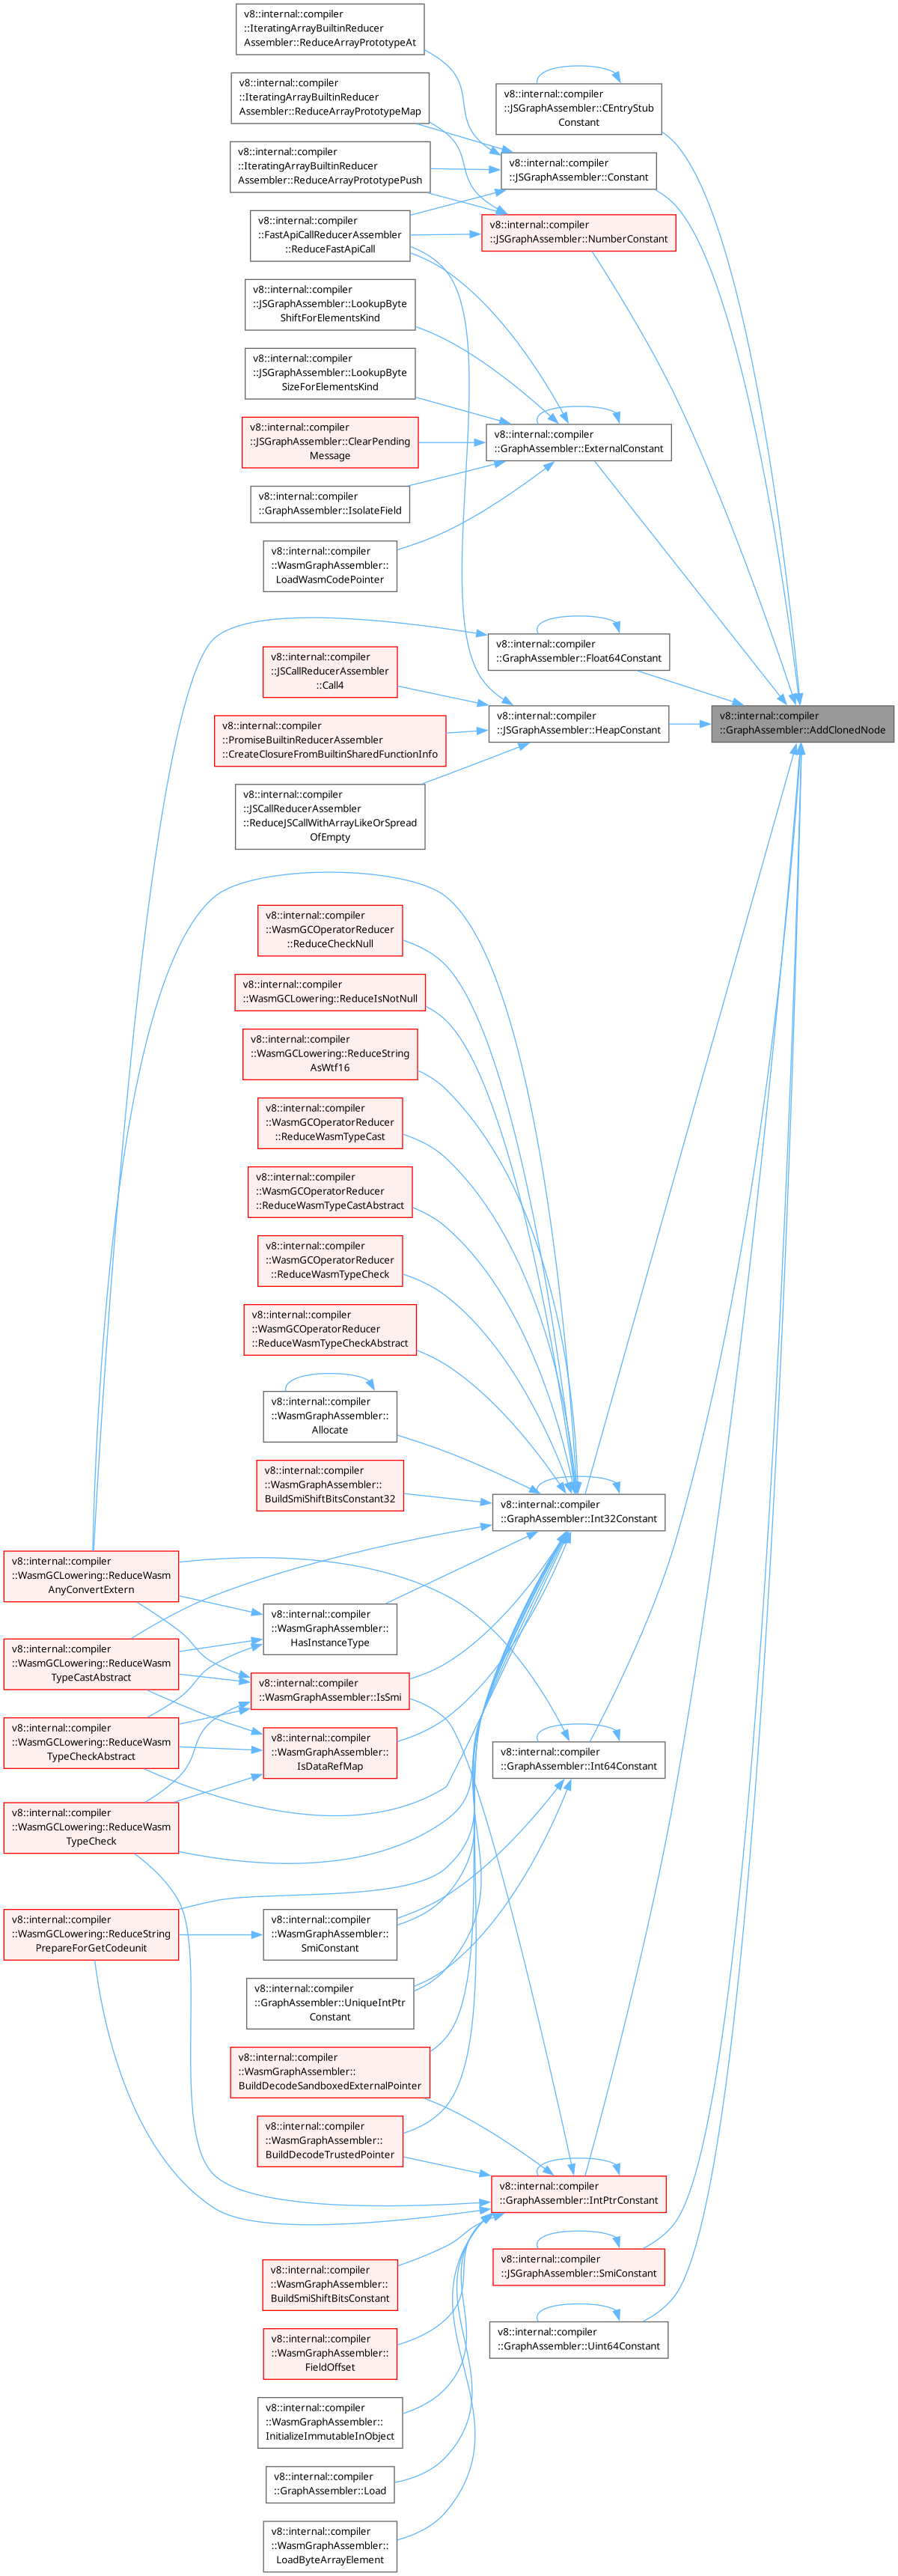 v8::internal::compiler
::IteratingArrayBuiltinReducer
Assembler::ReduceArrayPrototypeAt
v8::internal::compiler
::IteratingArrayBuiltinReducer
Assembler::ReduceArrayPrototypeMap
v8::internal::compiler
::JSGraphAssembler::CEntryStub
Constant
v8::internal::compiler
::IteratingArrayBuiltinReducer
Assembler::ReduceArrayPrototypePush
v8::internal::compiler
::JSGraphAssembler::Constant
v8::internal::compiler
::FastApiCallReducerAssembler
::ReduceFastApiCall
v8::internal::compiler
::JSGraphAssembler::NumberConstant
v8::internal::compiler
::JSGraphAssembler::LookupByte
ShiftForElementsKind
v8::internal::compiler
::JSGraphAssembler::LookupByte
SizeForElementsKind
v8::internal::compiler
::JSGraphAssembler::ClearPending
Message
v8::internal::compiler
::GraphAssembler::ExternalConstant
v8::internal::compiler
::GraphAssembler::IsolateField
v8::internal::compiler
::WasmGraphAssembler::
LoadWasmCodePointer
v8::internal::compiler
::GraphAssembler::Float64Constant
v8::internal::compiler
::JSCallReducerAssembler
::Call4
v8::internal::compiler
::PromiseBuiltinReducerAssembler
::CreateClosureFromBuiltinSharedFunctionInfo
v8::internal::compiler
::JSGraphAssembler::HeapConstant
v8::internal::compiler
::GraphAssembler::AddClonedNode
v8::internal::compiler
::JSCallReducerAssembler
::ReduceJSCallWithArrayLikeOrSpread
OfEmpty
v8::internal::compiler
::WasmGCOperatorReducer
::ReduceCheckNull
v8::internal::compiler
::WasmGCLowering::ReduceIsNotNull
v8::internal::compiler
::WasmGCLowering::ReduceString
AsWtf16
v8::internal::compiler
::WasmGCOperatorReducer
::ReduceWasmTypeCast
v8::internal::compiler
::WasmGCOperatorReducer
::ReduceWasmTypeCastAbstract
v8::internal::compiler
::WasmGCOperatorReducer
::ReduceWasmTypeCheck
v8::internal::compiler
::WasmGCOperatorReducer
::ReduceWasmTypeCheckAbstract
v8::internal::compiler
::WasmGraphAssembler::
Allocate
v8::internal::compiler
::WasmGraphAssembler::
BuildSmiShiftBitsConstant32
v8::internal::compiler
::GraphAssembler::Int32Constant
v8::internal::compiler
::WasmGCLowering::ReduceWasm
AnyConvertExtern
v8::internal::compiler
::WasmGraphAssembler::
HasInstanceType
v8::internal::compiler
::WasmGCLowering::ReduceWasm
TypeCastAbstract
v8::internal::compiler
::WasmGraphAssembler::IsSmi
v8::internal::compiler
::WasmGCLowering::ReduceWasm
TypeCheckAbstract
v8::internal::compiler
::WasmGraphAssembler::
IsDataRefMap
v8::internal::compiler
::GraphAssembler::Int64Constant
v8::internal::compiler
::WasmGCLowering::ReduceWasm
TypeCheck
v8::internal::compiler
::WasmGCLowering::ReduceString
PrepareForGetCodeunit
v8::internal::compiler
::WasmGraphAssembler::
SmiConstant
v8::internal::compiler
::GraphAssembler::UniqueIntPtr
Constant
v8::internal::compiler
::WasmGraphAssembler::
BuildDecodeSandboxedExternalPointer
v8::internal::compiler
::WasmGraphAssembler::
BuildDecodeTrustedPointer
v8::internal::compiler
::GraphAssembler::IntPtrConstant
v8::internal::compiler
::WasmGraphAssembler::
BuildSmiShiftBitsConstant
v8::internal::compiler
::JSGraphAssembler::SmiConstant
v8::internal::compiler
::WasmGraphAssembler::
FieldOffset
v8::internal::compiler
::GraphAssembler::Uint64Constant
v8::internal::compiler
::WasmGraphAssembler::
InitializeImmutableInObject
v8::internal::compiler
::GraphAssembler::Load
v8::internal::compiler
::WasmGraphAssembler::
LoadByteArrayElement